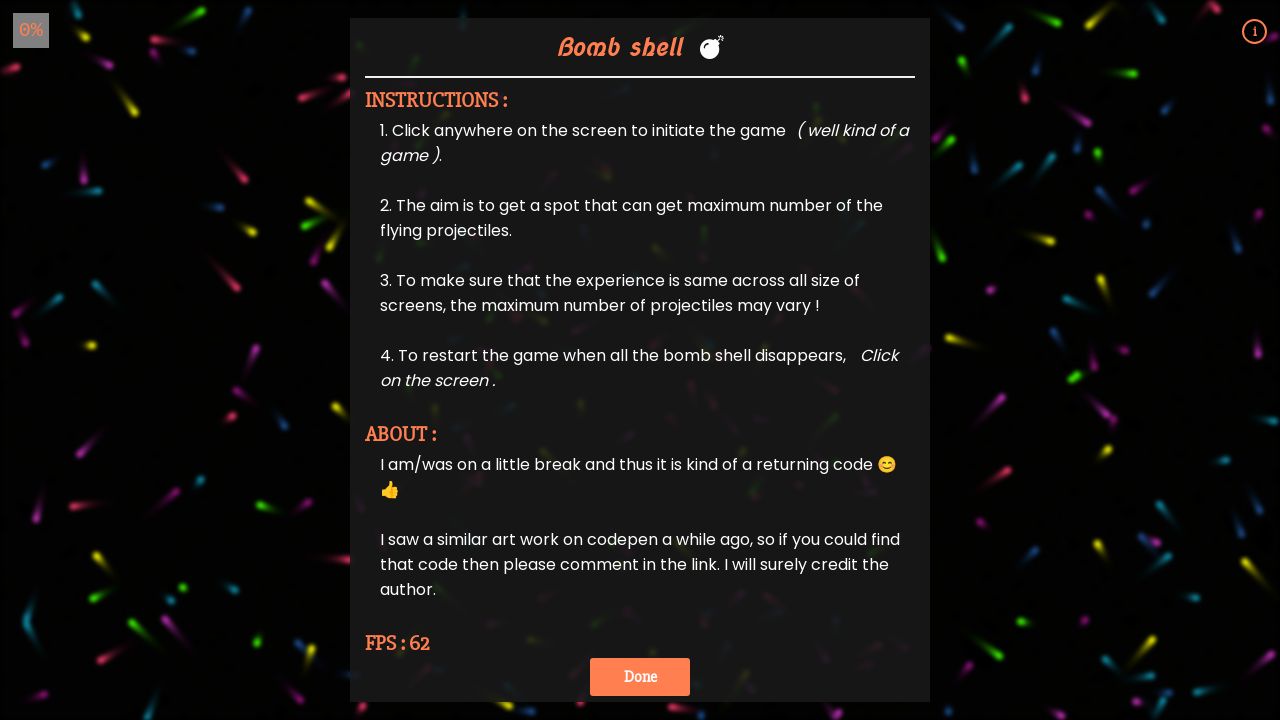 0%
i
Bomb shell 💣
INSTRUCTIONS :
1. Click anywhere on the screen to initiate the game ( well kind of a
game ).
2. The aim is to get a spot that can get maximum number of the
flying projectiles.
3. To make sure that the experience is same across all size of
screens, the maximum number of projectiles may vary !
4. To restart the game when all the bomb shell disappears, Click
on the screen .
ABOUT :
I am/was on a little break and thus it is kind of a returning code 😊
👍
I saw a similar art work on codepen a while ago, so if you could find
that code then please comment in the link. I will surely credit the
author.
FPS : 62
Done